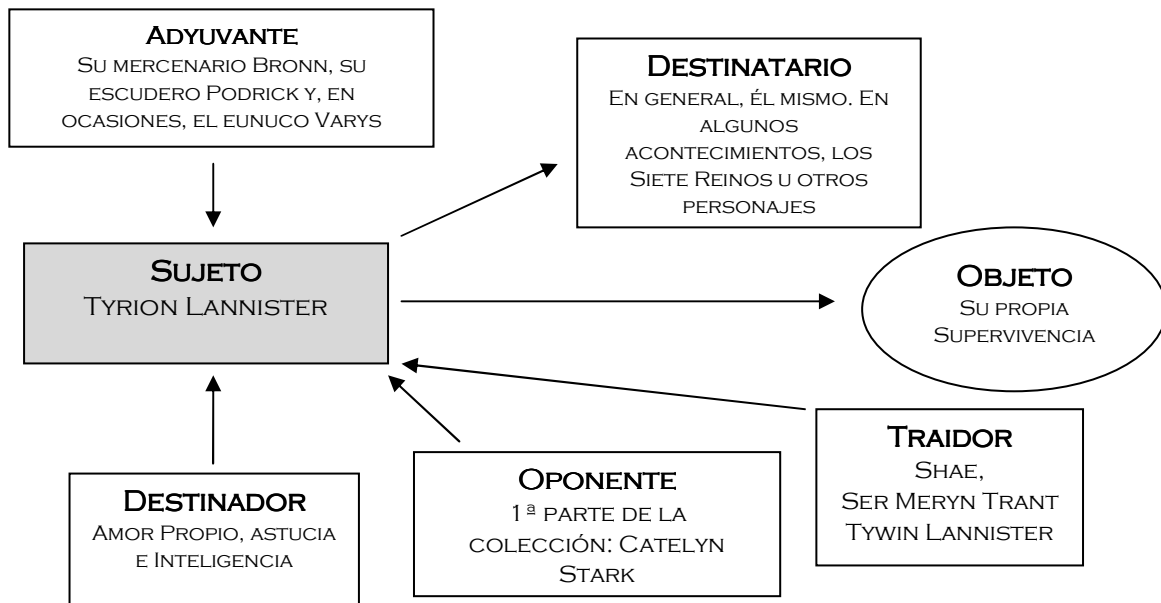 ADYUVANTE
SU MERCENARIO BRONN, SU
ESCUDERO PODRICK Y, EN
OCASIONES, EL EUNUCO VARYS
DESTINATARIO
EN GENERAL, ÉL MISMO. EN
ALGUNOS
ACONTECIMIENTOS, LOS
SIETE REINOS U OTROS
PERSONAJES
SUJETO
TYRION LANNISTER
OBJETO
SU PROPIA
SUPERVIVENCIA
DESTINADOR
AMOR PROPIO, ASTUCIA
E INTELIGENCIA
OPONENTE
1ª PARTE DE LA
COLECCIÓN: CATELYN
STARK
TRAIDOR
SHAE,
SER MERYN TRANT
TYWIN LANNISTER